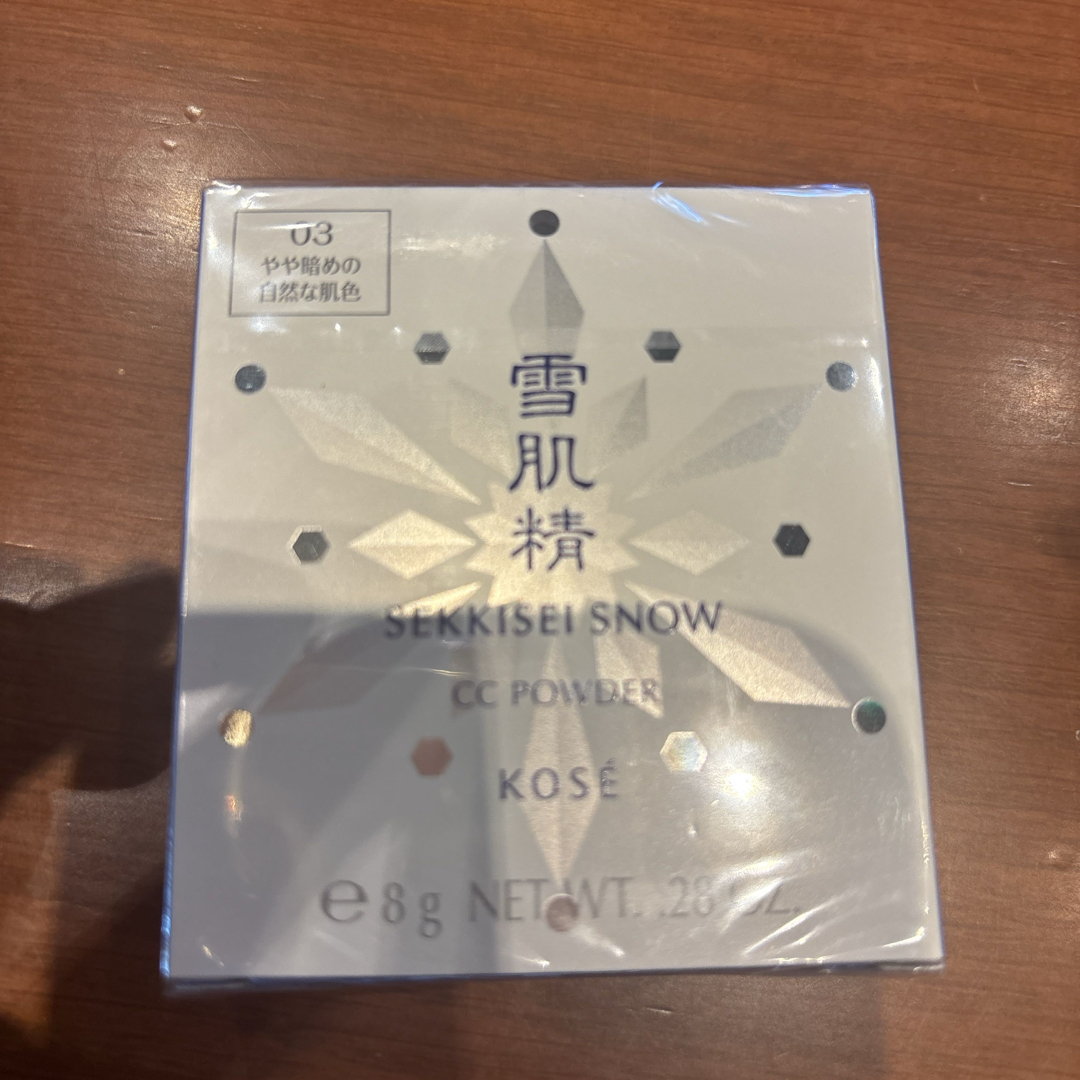 03
やや暗めの
自然な肌色
雪
肌
精
SEKKISEI SNOW
CC POWDER
KOSÉ
℮8g NET WT. .28 OZ.